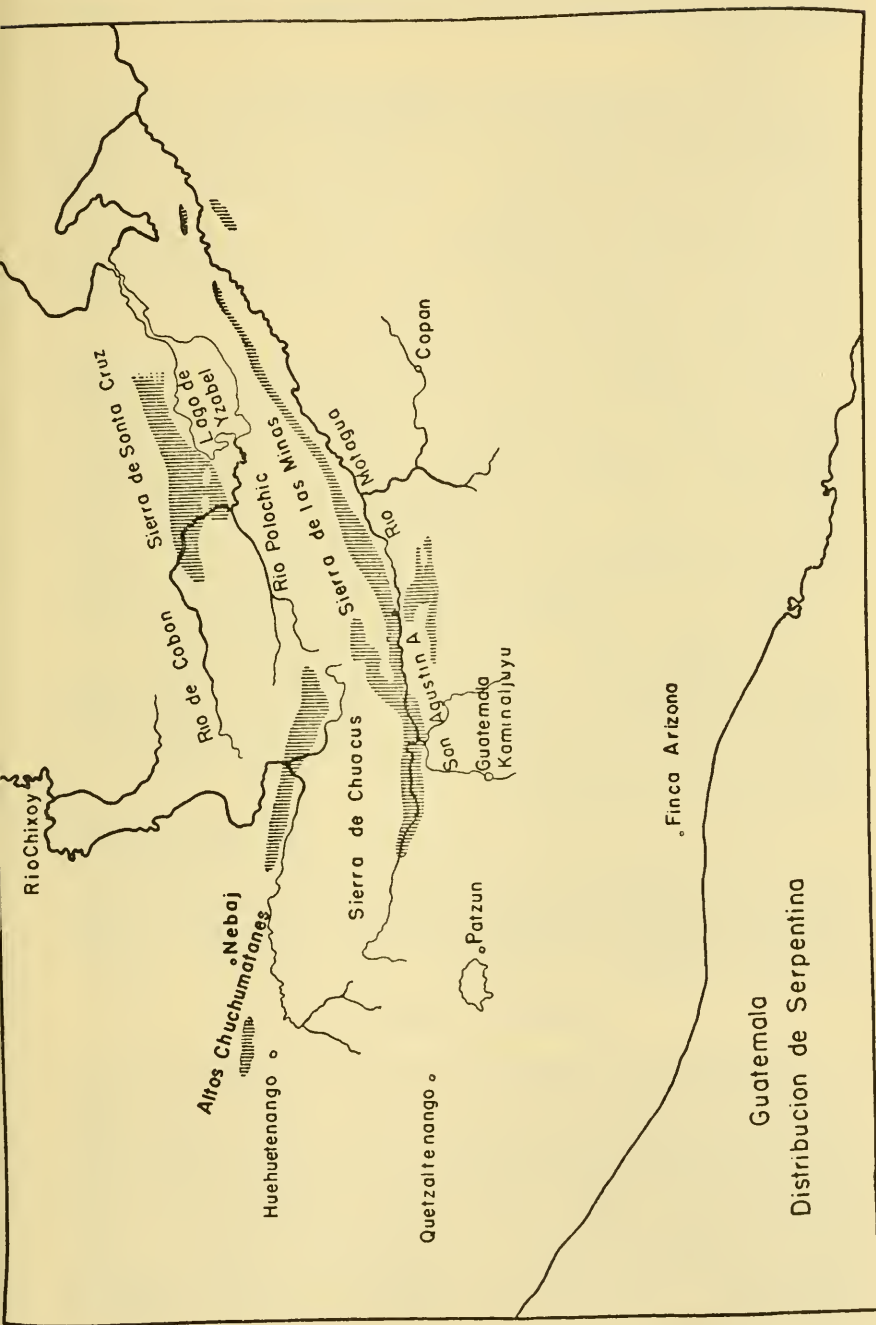 Rio Chixoy
Sierra de Santa Cruz
Lago de
Yzabel
Rio de Cobon
Rio Polochic
Nebaj
Altos Chuchumatanes
Sierra de las Minas
Huehuetenango
Sierra de Chuacus
Rio Motagua
Copan
San Agustin A
Quetzaltenango
Patzun
Guatemala
Kaminaljuyu
Finca Arizona
Guatemala
Distribucion de Serpentina